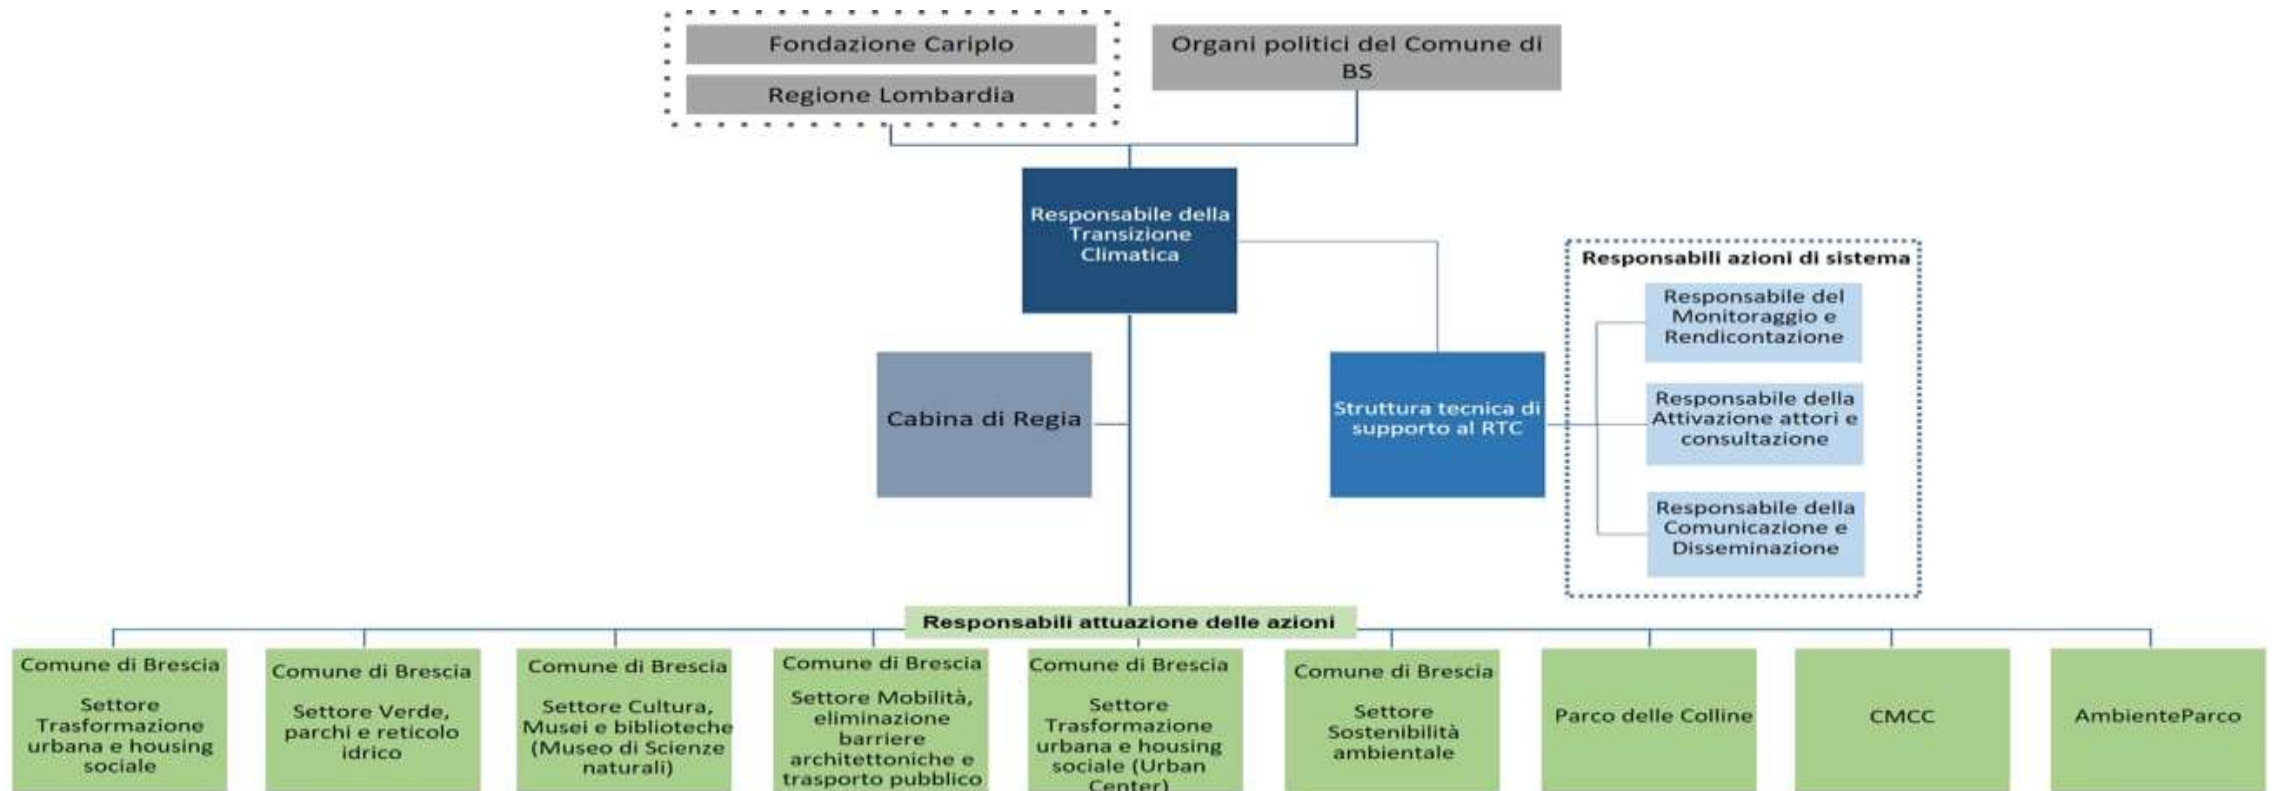 Fondazione Cariplo
Regione Lombardia
Organi politici del Comune di
BS
Responsabile della
Transizione
Climatica
Responsabili azioni di sistema
Responsabile del
Monitoraggio e
Rendicontazione
Cabina di Regia
Struttura tecnica di
supporto al RTC
Responsabile della
Attivazione attori e
consultazione
Responsabile della
Comunicazione e
Disseminazione
Responsabili attuazione delle azioni
Comune di Brescia
Settore
Trasformazione
urbana e housing
sociale
Comune di Brescia
Settore Verde,
parchi e reticolo
idrico
Comune di Brescia
Settore Cultura,
Musei e biblioteche
(Museo di Scienze
naturali)
Comune di Brescia
Settore Mobilità,
eliminazione
barriere
architettoniche e
trasporto pubblico
Comune di Brescia
Settore
Trasformazione
urbana e housing
sociale (Urban
Center)
Comune di Brescia
Settore
Sostenibilità
ambientale
Parco delle Colline
CMCC
AmbienteParco